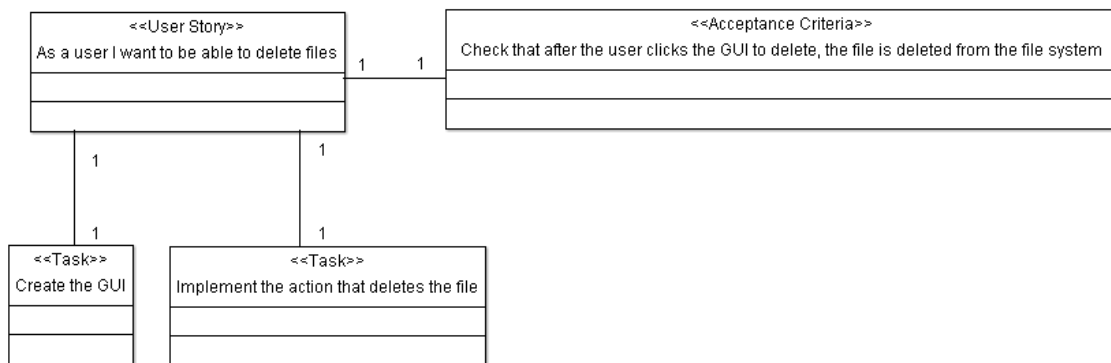 <<User Story>>
As a user I want to be able to delete files
<<Acceptance Criteria>>
Check that after the user clicks the GUI to delete, the file is deleted from the file system
1
1
1
1
1
1
<<Task>>
Create the GUI
<<Task>>
Implement the action that deletes the file